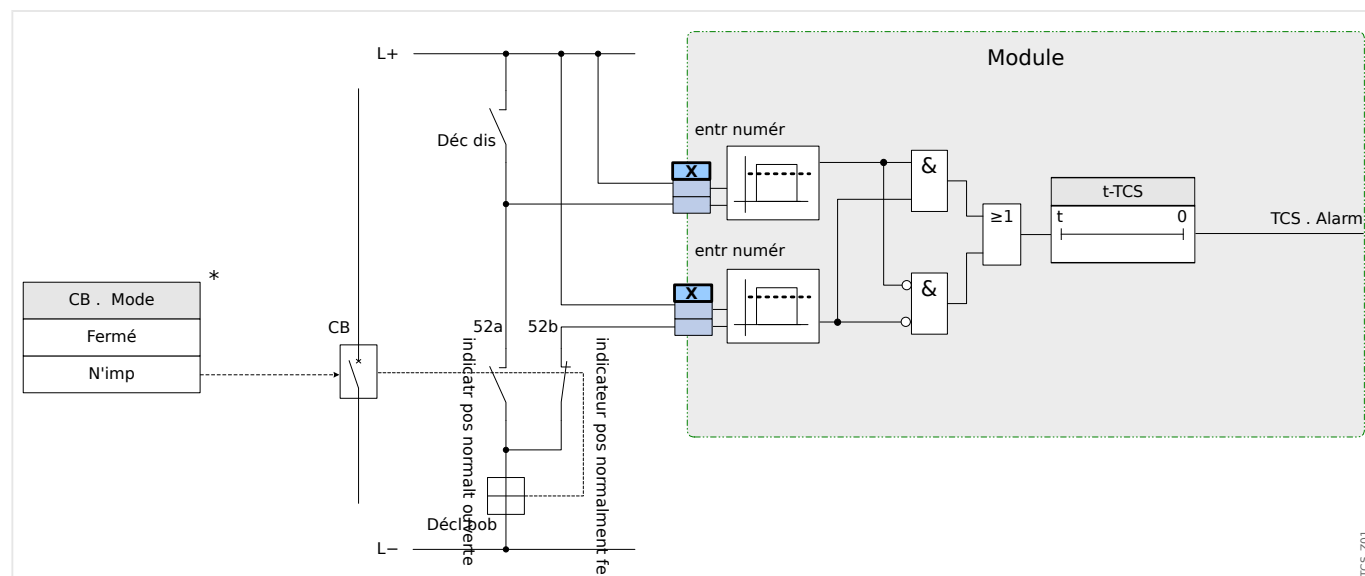 L+
Module
entr numér
Déc dis
X
&
t-TCS
t 0
≥1
TCS . Alarm
entr numér
*
CB . Mode
Fermé
N'imp
X
&
CB
52a
52b
indicatr pos normalt ouverte
indicateur pos normalment fe
Décl bob
L−
TCS_Z01